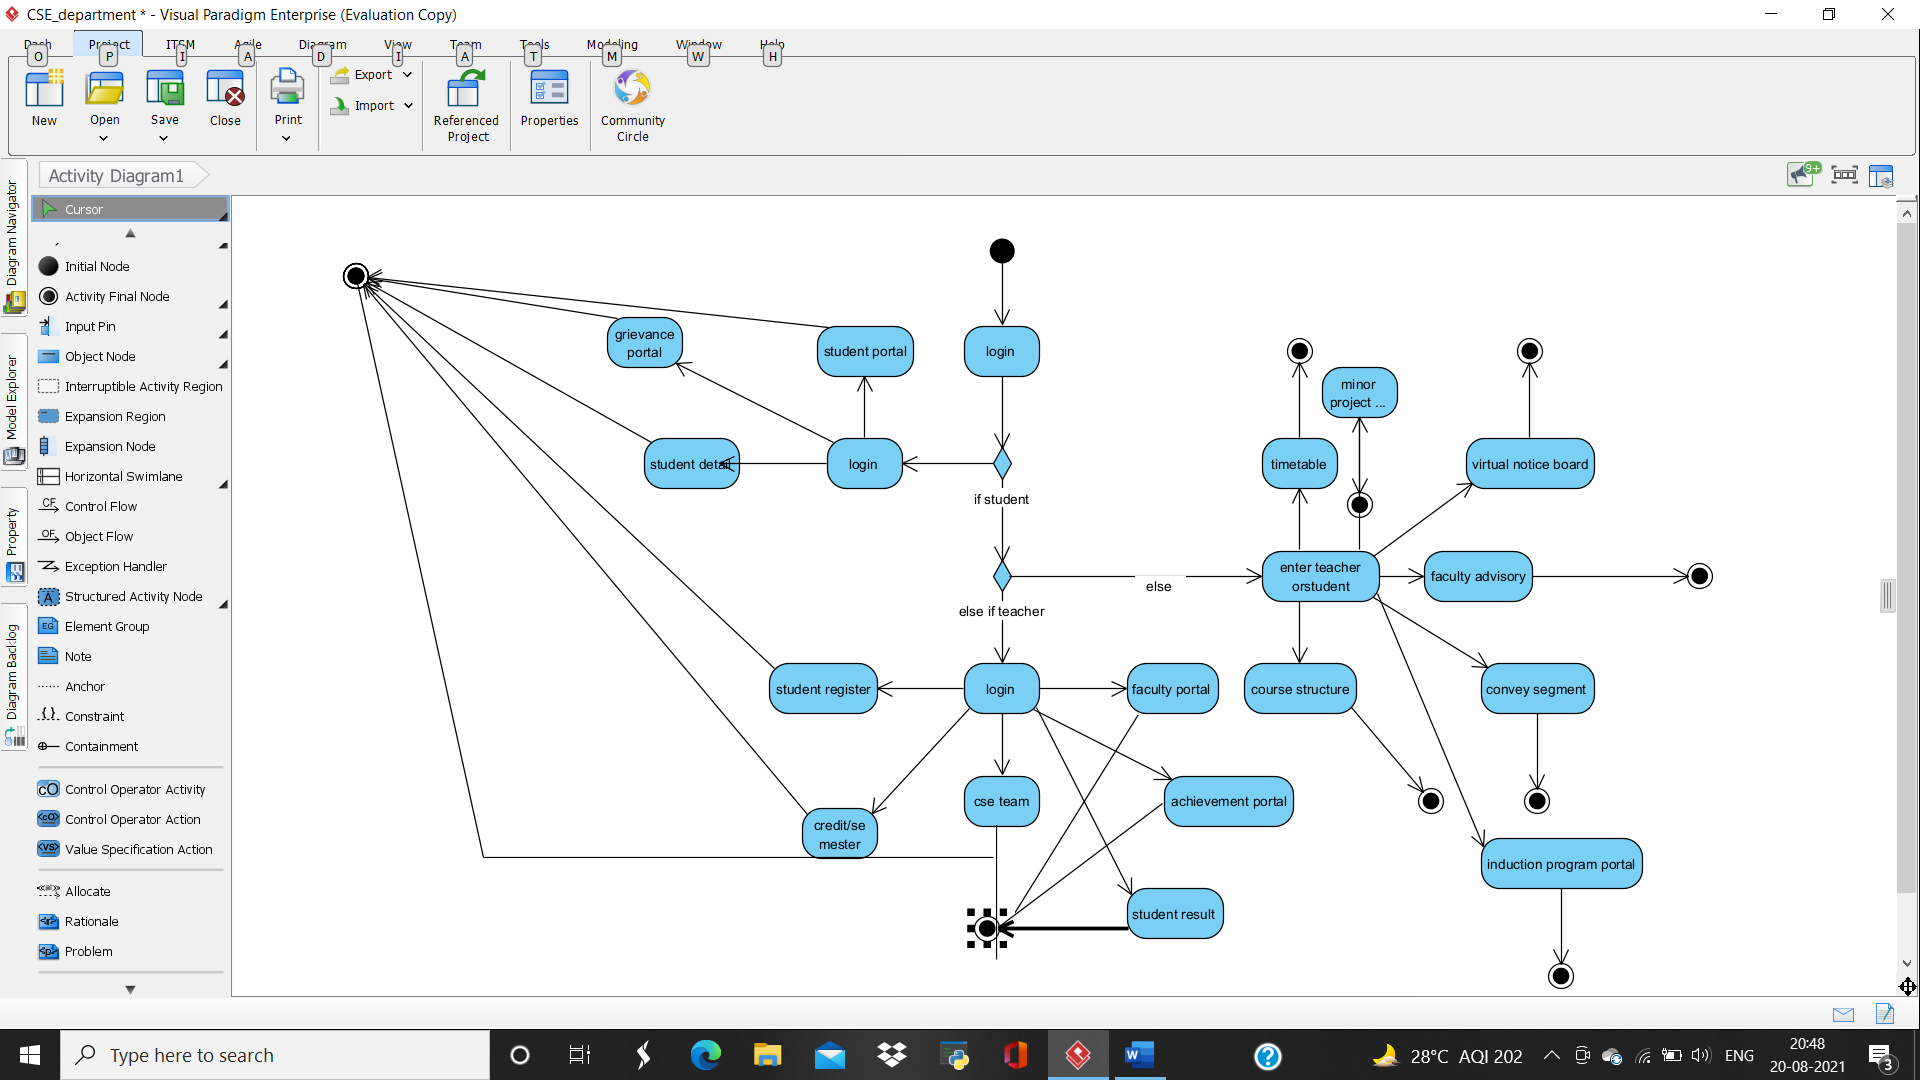 CSE_department * - Visual Paradigm Enterprise (Evaluation Copy)
Dash Project ITSM Agile Diagram View Team Tools Modeling Window Help
O P I A D I A T M W H
Export
Import
New Open Save Close Print Referenced Project Properties Community Circle
Activity Diagram1
9+
Diagram Navigator
Model Explorer
Property
Diagram Backlog
Cursor
Initial Node
Activity Final Node
Input Pin
Object Node
Interruptible Activity Region
Expansion Region
Expansion Node
Horizontal Swimlane
Control Flow
Object Flow
Exception Handler
Structured Activity Node
Element Group
Note
Anchor
Constraint
Containment
Control Operator Activity
Control Operator Action
Value Specification Action
Allocate
Rationale
Problem
grievance
portal
student portal
login
minor
project ...
student detail
login
timetable
virtual notice board
if student
enter teacher
orstudent
faculty advisory
else
else if teacher
student register
login
faculty portal
course structure
convey segment
cse team
achievement portal
credit/se
mester
induction program portal
student result
Type here to search
28°C AQI 202
ENG
20:48
20-08-2021
3